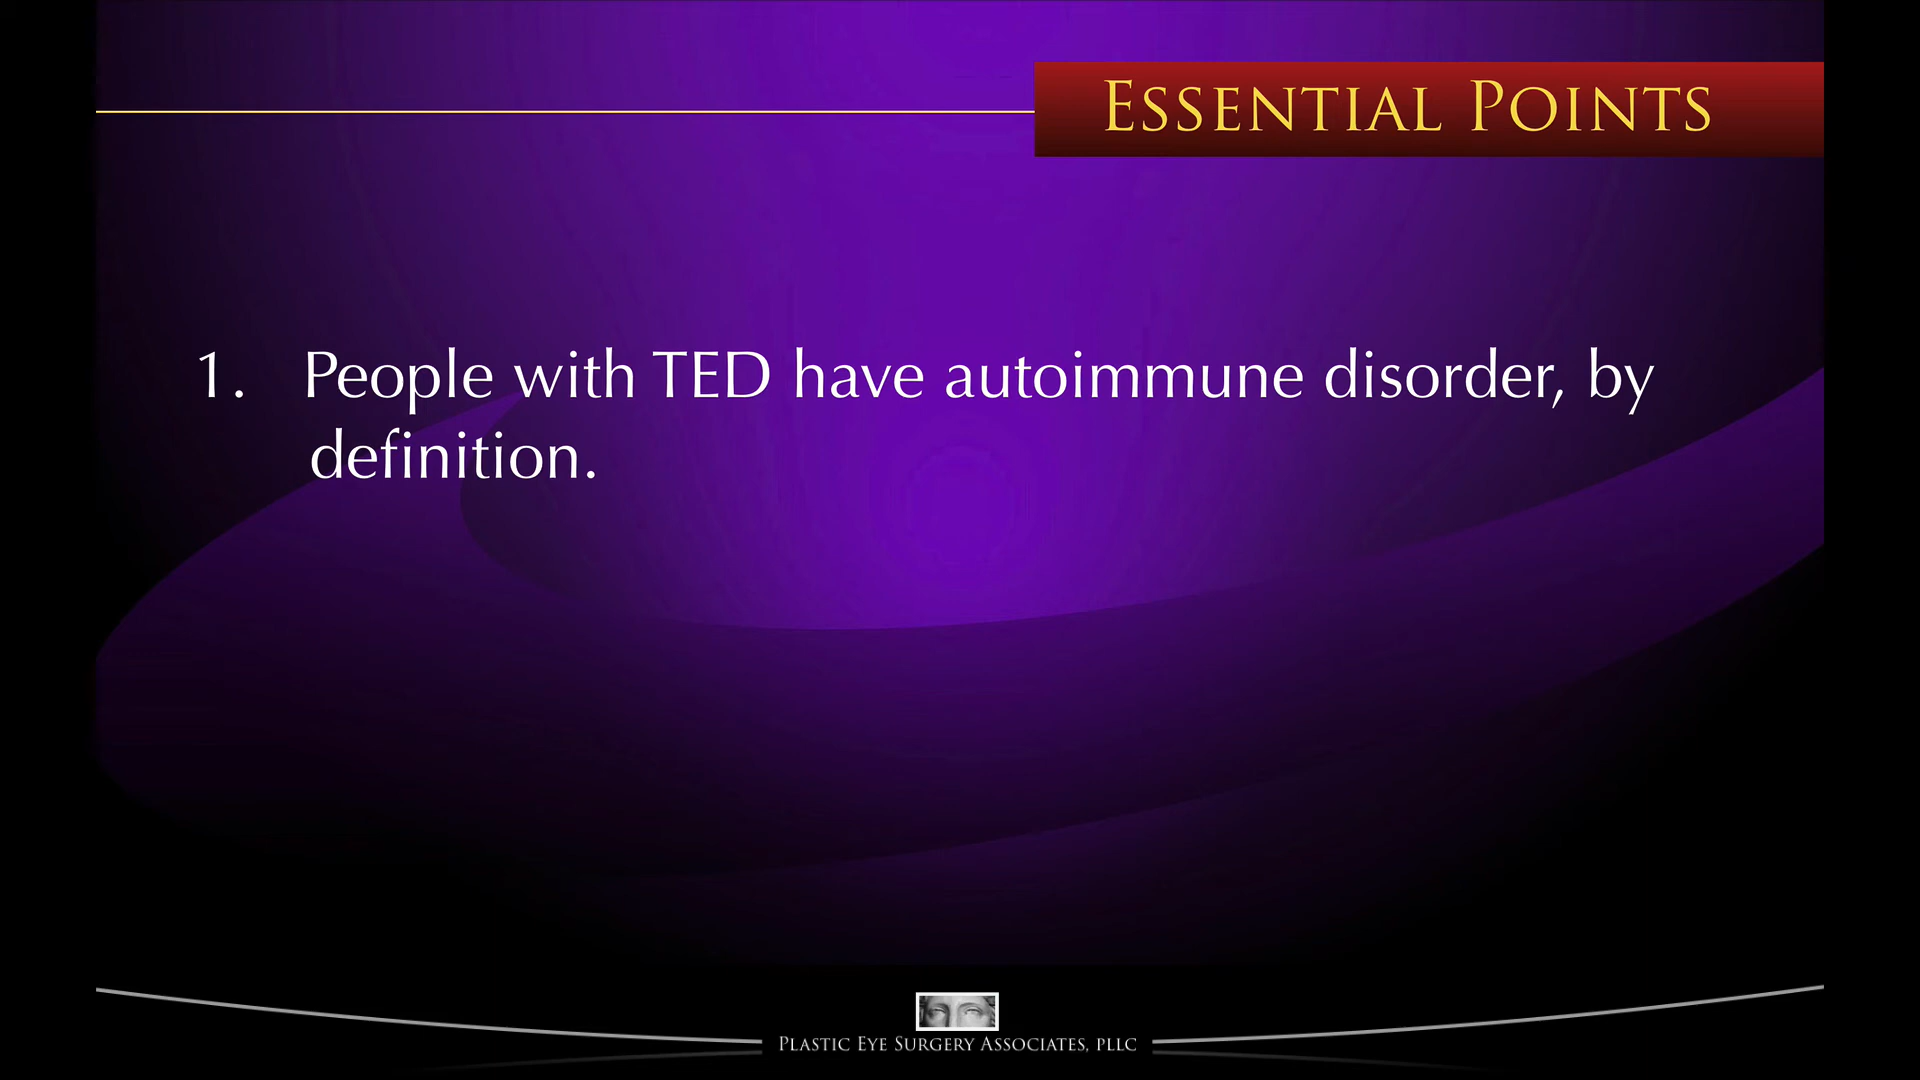 Essential Points
1. People with TED have autoimmune disorder, by
definition.
Plastic Eye Surgery Associates, PLLC